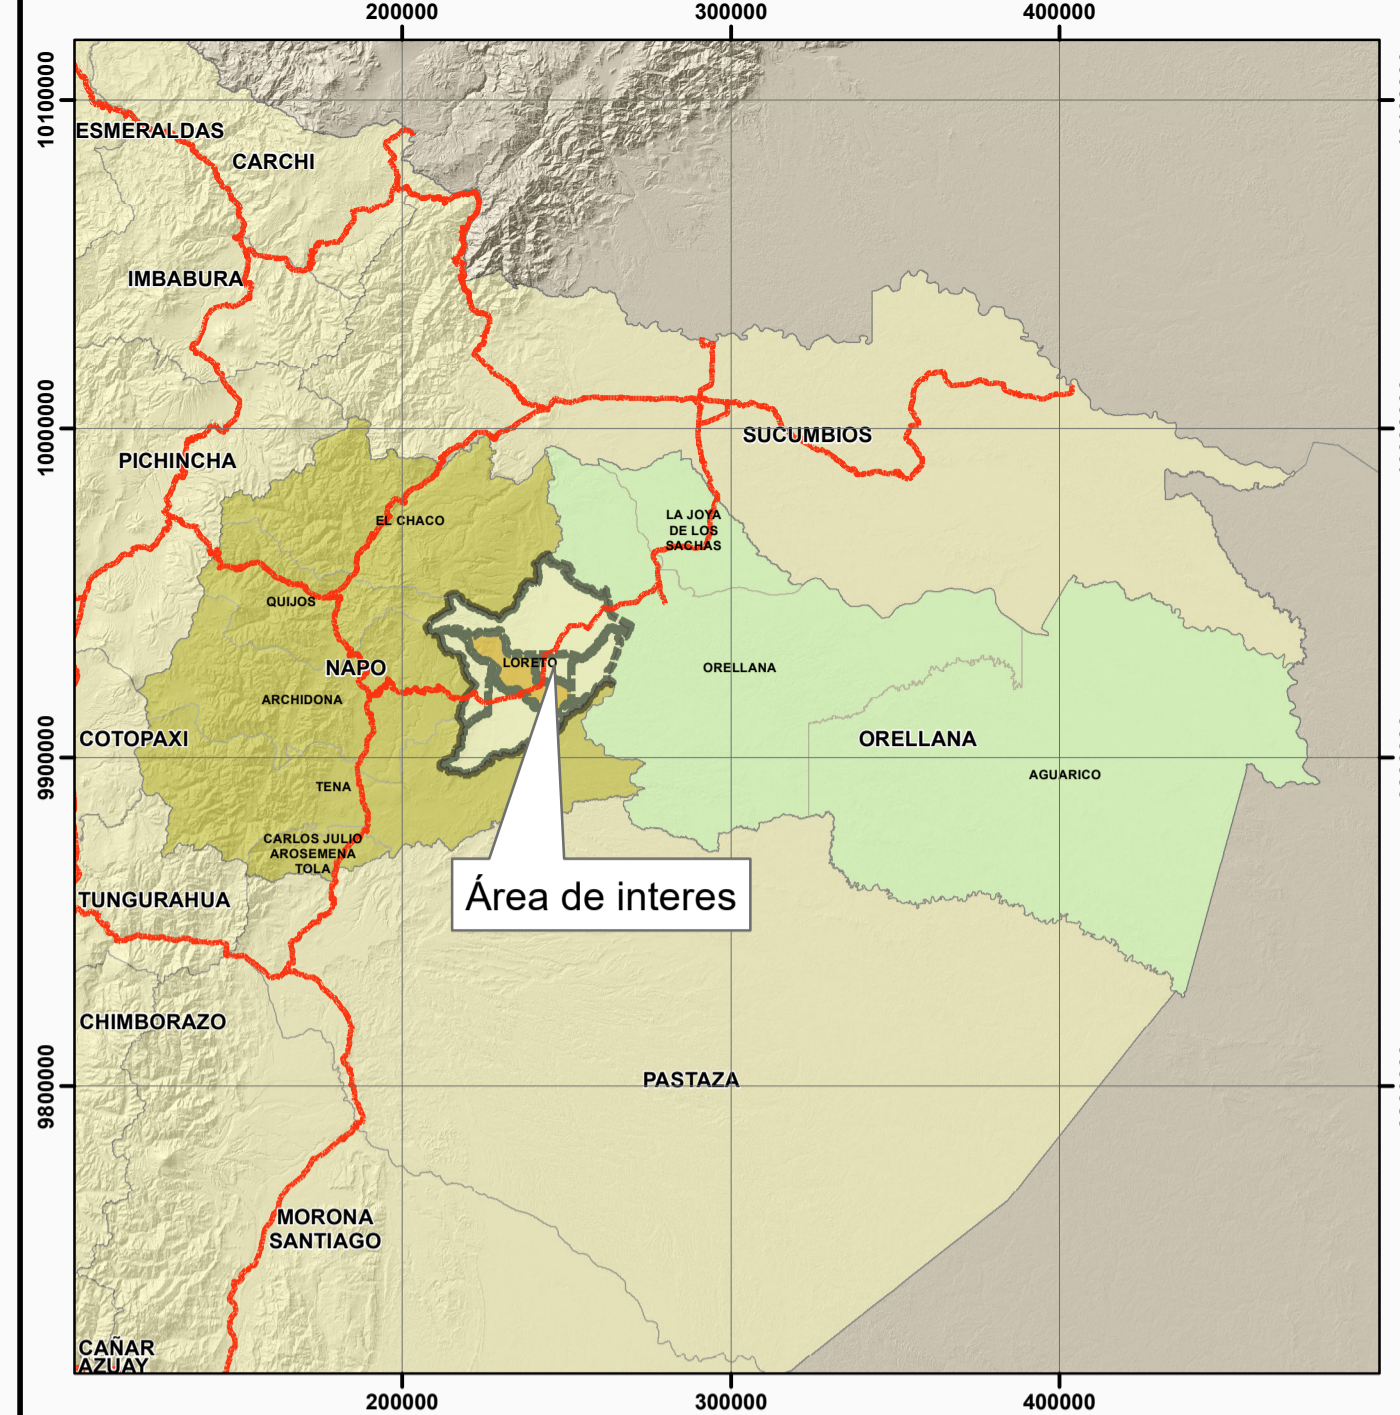 200000
300000
400000
10100000
ESMERALDAS
CARCHI
IMBABURA
10000000
SUCUMBIOS
PICHINCHA
EL CHACO
LA JOYA
DE LOS
SACHAS
QUIJOS
LORETO
NAPO
ORELLANA
ARCHIDONA
COTOPAXI
ORELLANA
9900000
AGUARICO
TENA
CARLOS JULIO
AROSEMENA
TOLA
Área de interes
TUNGURAHUA
CHIMBORAZO
9800000
PASTAZA
MORONA
SANTIAGO
CAÑAR
AZUAY
200000
300000
400000